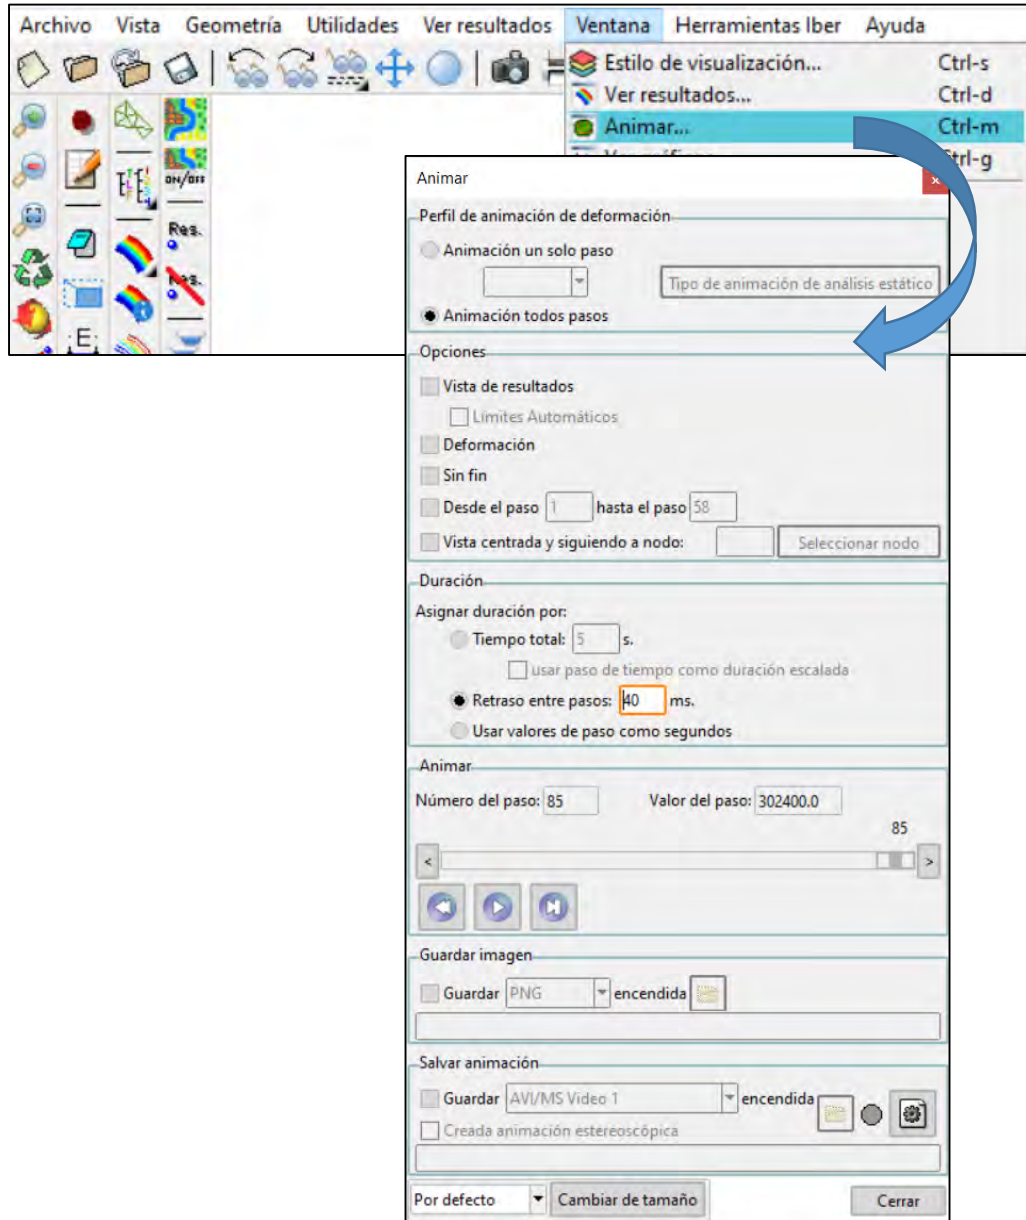 Archivo Vista Geometría Utilidades Ver resultados Ventana Herramientas Iber Ayuda
Estilo de visualización... Ctrl-s
Ver resultados... Ctrl-d
Animar... Ctrl-m
Ctrl-g
ON/OFF
Res.
Res.
E
Animar
x
Perfil de animación de deformación
Animación un solo paso
Tipo de animación de análisis estático
Animación todos pasos
Opciones
Vista de resultados
Limites Automáticos
Deformación
Sin fin
Desde el paso 1 hasta el paso 58
Vista centrada y siguiendo a nodo: Seleccionar nodo
Duración
Asignar duración por:
Tiempo total: 5 s.
usar paso de tiempo como duración escalada
Retraso entre pasos: 40 ms.
Usar valores de paso como segundos
Animar
Número del paso: 85 Valor del paso: 302400.0
85
< >
Guardar imagen
Guardar PNG encendida
Salvar animación
Guardar AVI/MS Video 1 encendida
Creada animación estereoscópica
Por defecto Cambiar de tamaño Cerrar